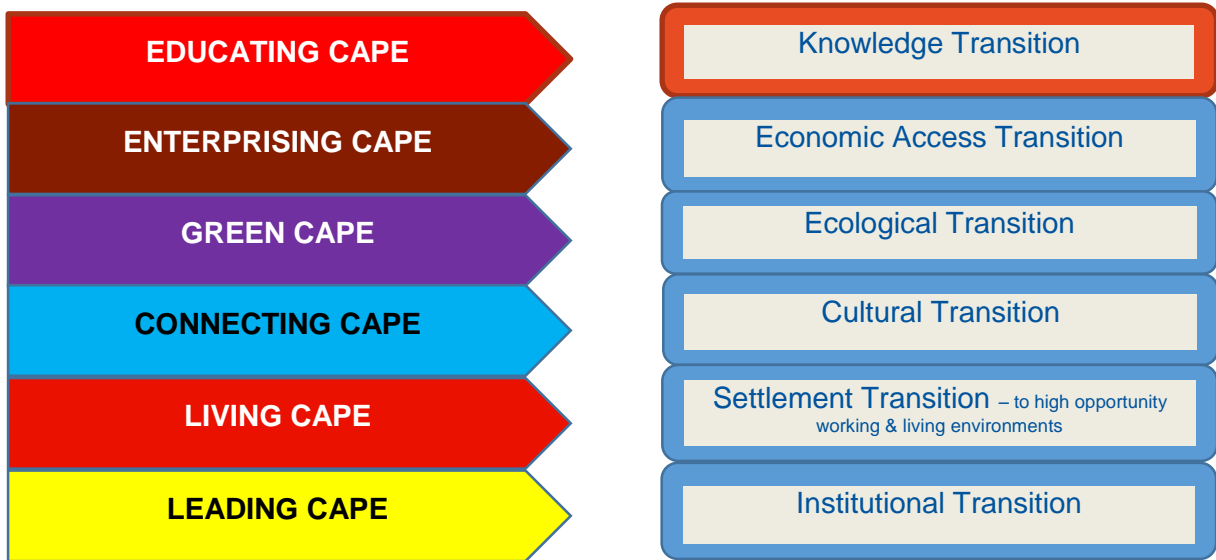 EDUCATING CAPE
Knowledge Transition
ENTERPRISING CAPE
Economic Access Transition
GREEN CAPE
Ecological Transition
CONNECTING CAPE
Cultural Transition
LIVING CAPE
Settlement Transition – to high opportunity
working & living environments
LEADING CAPE
Institutional Transition